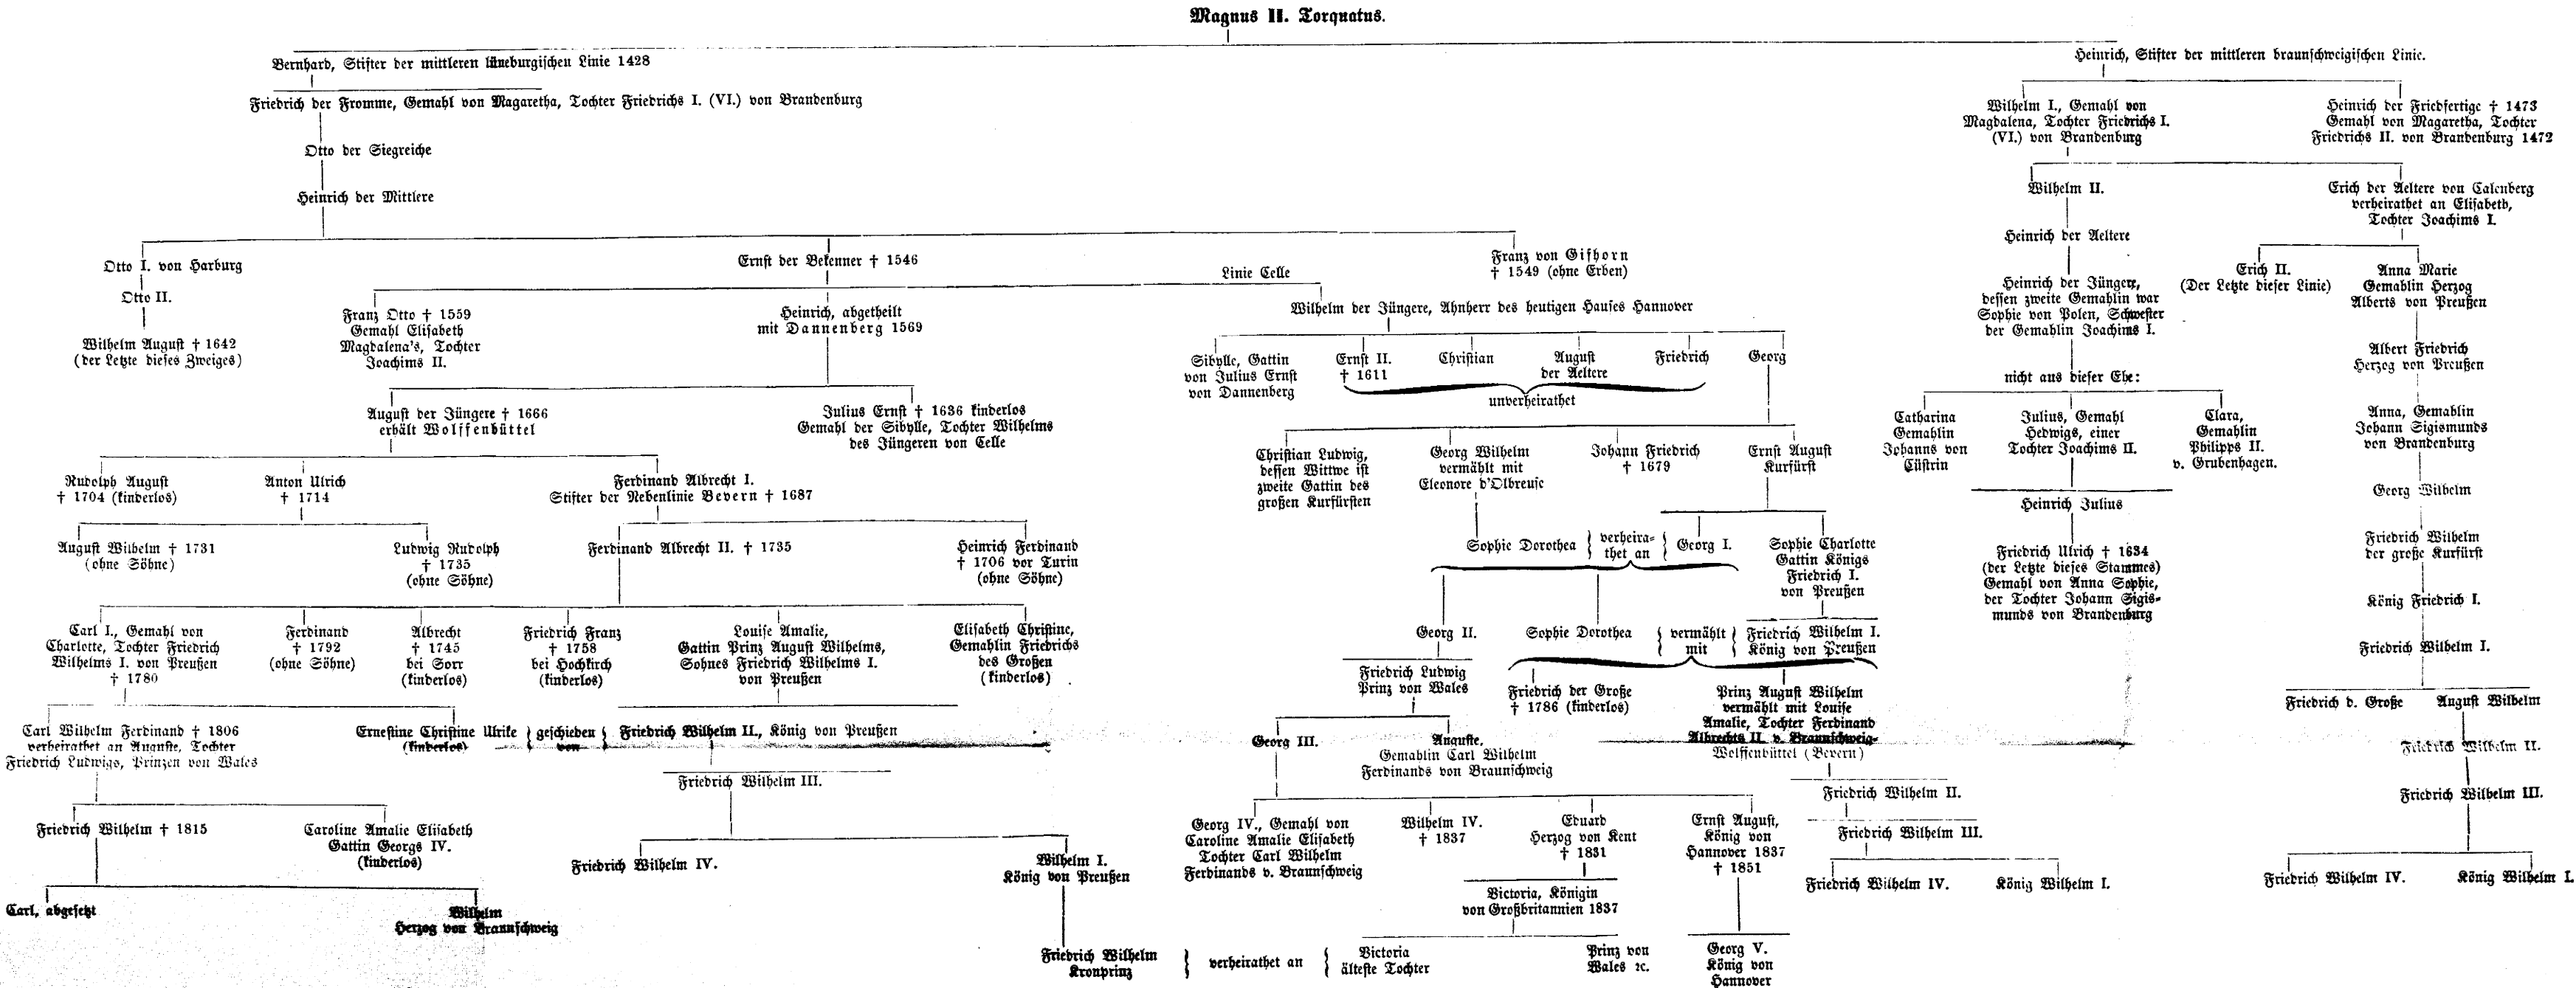 Magnus II. Torquatus.
Bernhard, Stifter der mittleren lüneburgischen Linie 1428
Heinrich, Stifter der mittleren braunschweigischen Linie.
Friedrich der Fromme, Gemahl von Magaretha, Tochter Friedrichs I. (VI.) von Brandenburg
Wilhelm I., Gemahl von
Magdalena, Tochter Friedrichs I.
(VI.) von Brandenburg
Heinrich der Friedfertige † 1473
Gemahl von Magaretha, Tochter
Friedrichs II. von Brandenburg 1472
Otto der Siegreiche
Heinrich der Mittlere
Wilhelm II.
Erich der Aeltere von Calenberg
verheirathet an Elisabeth,
Tochter Joachims I.
Otto I. von Harburg
Ernst der Bekenner † 1546
Franz von Gifhorn
† 1549 (ohne Erben)
Heinrich der Aeltere
Otto II.
Linie Celle
Erich II.
(Der Letzte dieser Linie)
Anna Marie
Gemahlin Herzog
Alberts von Preußen
Wilhelm August † 1642
(der Letzte dieses Zweiges)
Franz Otto † 1559
Gemahl Elisabeth
Magdalena's, Tochter
Joachims II.
Heinrich, abgetheilt
mit Dannenberg 1569
Wilhelm der Jüngere, Ahnherr des heutigen Hauses Hannover
Heinrich der Jüngere,
dessen zweite Gemahlin war
Sophie von Polen, Schwester
der Gemahlin Joachims I.
Sibylle, Gattin
von Julius Ernst
von Dannenberg
Ernst II.
† 1611
Christian
August
der Aeltere
Friedrich
Georg
unverheirathet
nicht aus dieser Ehe:
Albert Friedrich
Herzog von Preußen
August der Jüngere † 1666
erhält Wolffenbüttel
Julius Ernst † 1636 kinderlos
Gemahl der Sibylle, Tochter Wilhelms
des Jüngeren von Celle
Catharina
Gemahlin
Johanns von
Cüstrin
Julius, Gemahl
Hedwigs, einer
Tochter Joachims II.
Clara,
Gemahlin
Philipps II.
v. Grubenhagen.
Anna, Gemahlin
Johann Sigismunds
von Brandenburg
Rudolph August
† 1704 (kinderlos)
Anton Ulrich
† 1714
Ferdinand Albrecht I.
Stifter der Nebenlinie Bevern † 1687
Christian Ludwig,
dessen Wittwe ist
zweite Gattin des
großen Kurfürsten
Georg Wilhelm
vermählt mit
Eleonore d'Olbreuse
Johann Friedrich
† 1679
Ernst August
Kurfürst
Heinrich Julius
Georg Wilhelm
August Wilhelm † 1731
(ohne Söhne)
Ludwig Rudolph
† 1735
(ohne Söhne)
Ferdinand Albrecht II. † 1735
Heinrich Ferdinand
† 1706 vor Turin
(ohne Söhne)
Sophie Dorothea } verheira-
thet an { Georg I.
Sophie Charlotte
Gattin Königs
Friedrich I.
von Preußen
Friedrich Ulrich † 1634
(der Letzte dieses Stammes)
Gemahl von Anna Sophie,
der Tochter Johann Sigis-
munds von Brandenburg
Friedrich Wilhelm
der große Kurfürst
König Friedrich I.
Carl I., Gemahl von
Charlotte, Tochter Friedrich
Wilhelms I. von Preußen
† 1780
Ferdinand
† 1792
(ohne Söhne)
Albrecht
† 1745
bei Sorr
(kinderlos)
Friedrich Franz
† 1758
bei Hochkirch
(kinderlos)
Louise Amalie,
Gattin Prinz August Wilhelms,
Sohnes Friedrich Wilhelms I.
von Preußen
Elisabeth Christine,
Gemahlin Friedrichs
des Großen
(kinderlos)
Georg II.
Sophie Dorothea { vermählt
mit { Friedrich Wilhelm I.
König von Preußen
Friedrich Wilhelm I.
Friedrich Ludwig
Prinz von Wales
Friedrich der Große
† 1786 (kinderlos)
Prinz August Wilhelm
vermählt mit Louise
Amalie, Tochter Ferdinand
Albrechts II. v. Braunschweig-
Wolffenbüttel (Bevern)
Friedrich d. Große
August Wilhelm
Carl Wilhelm Ferdinand † 1806
verheirathet an Auguste, Tochter
Friedrich Ludwigs, Prinzen von Wales
Ernestine Christine Ulrike
(kinderlos)
} geschieden {
von
Friedrich Wilhelm II., König von Preußen
Georg III.
Auguste,
Gemahlin Carl Wilhelm
Ferdinands von Braunschweig
Friedrich Wilhelm II.
Friedrich Wilhelm III.
Friedrich Wilhelm II.
Friedrich Wilhelm III.
Friedrich Wilhelm † 1815
Caroline Amalie Elisabeth
Gattin Georgs IV.
(kinderlos)
Georg IV., Gemahl von
Caroline Amalie Elisabeth
Tochter Carl Wilhelm
Ferdinands v. Braunschweig
Wilhelm IV.
† 1837
Eduard
Herzog von Kent
† 1831
Ernst August,
König von
Hannover 1837
† 1851
Friedrich Wilhelm III.
Friedrich Wilhelm IV.
Wilhelm I.
König von Preußen
Friedrich Wilhelm IV.
König Wilhelm I.
Friedrich Wilhelm IV.
König Wilhelm I.
Carl, abgesetzt
Wilhelm
Herzog von Braunschweig
Victoria, Königin
von Großbritannien 1837
Friedrich Wilhelm
Kronprinz
} verheirathet an {
Victoria
älteste Tochter
Prinz von
Wales ꝛc.
Georg V.
König von
Hannover